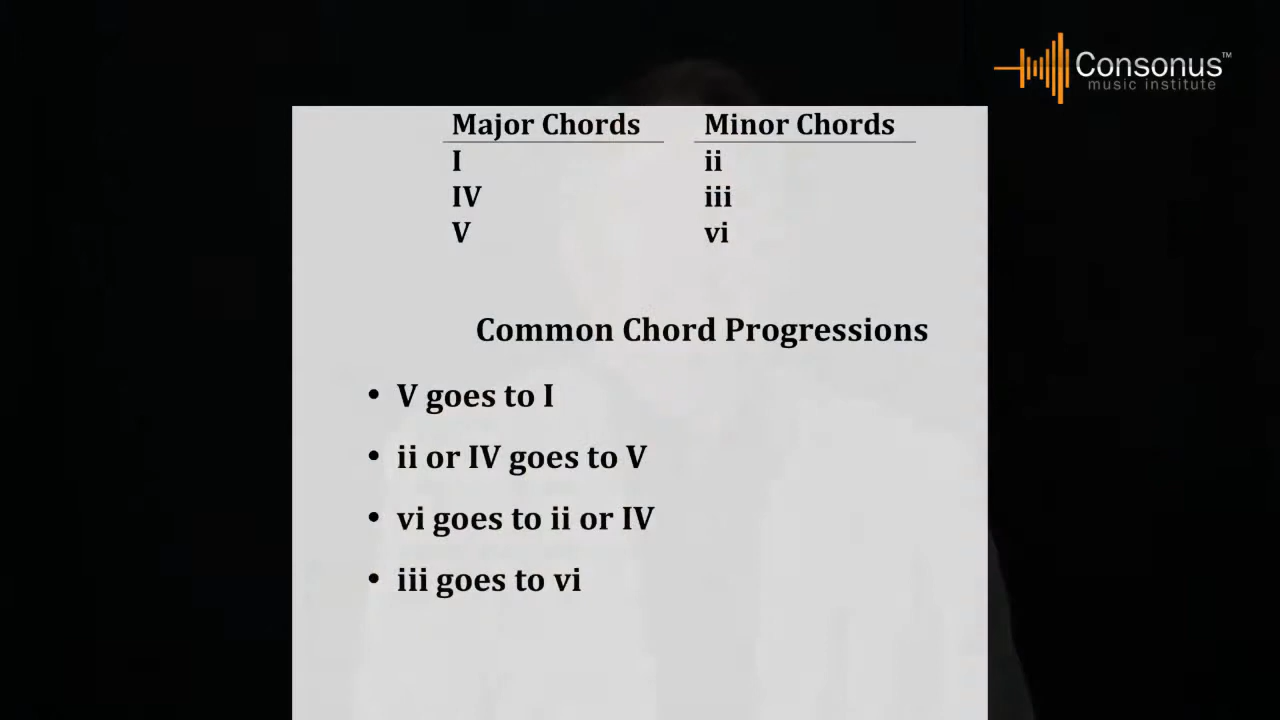 Consonus™
music institute
Major Chords Minor Chords
I ii
IV iii
V vi
Common Chord Progressions
• V goes to I
• ii or IV goes to V
• vi goes to ii or IV
• iii goes to vi